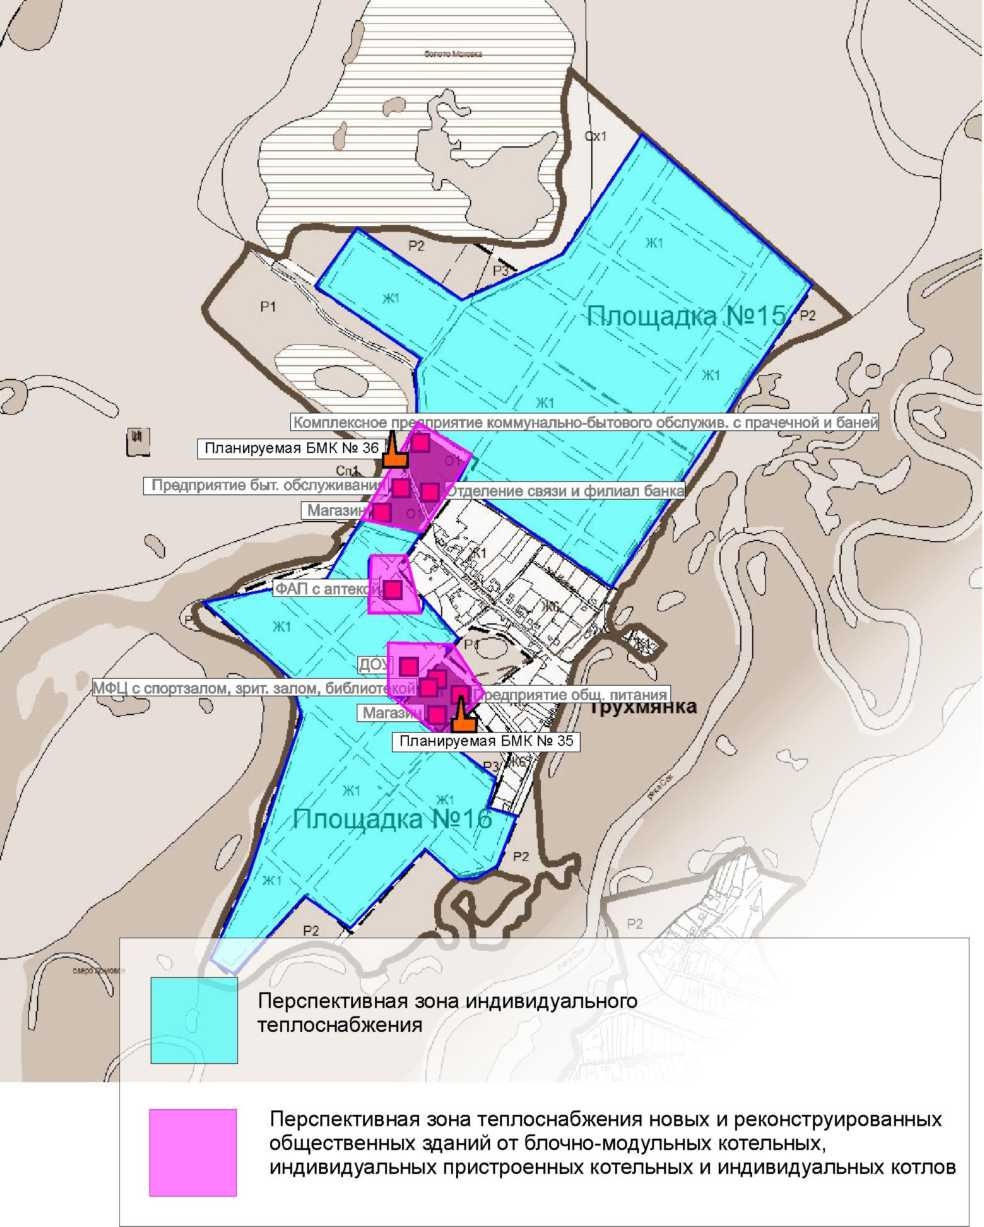 болото Моховка
Сх1
Р2
Ж1
Р3
Ж1
Р1
Площадка №15
Р2
Ж1
Ж1
Комплексное предприятие коммунально-бытового обслужив. с прачечной и баней
Планируемая БМК № 36
О1
Сп1
Предприятие быт. обслуживания
Отделение связи и филиал банка
Магазин
О1
Ж1
ФАП с аптекой
Ж6
Ж1
Р1
ДОУ
МФЦ с спортзалом, зрит. залом, библиотекой
Предприятие общ. питания
Трухмянка
Магазин
Планируемая БМК № 35
Р3
Ж6
Ж1
Ж1
Площадка №16
Р2
Ж1
Р2
Р2
Перспективная зона индивидуального
теплоснабжения
Перспективная зона теплоснабжения новых и реконструированных
общественных зданий от блочно-модульных котельных,
индивидуальных пристроенных котельных и индивидуальных котлов